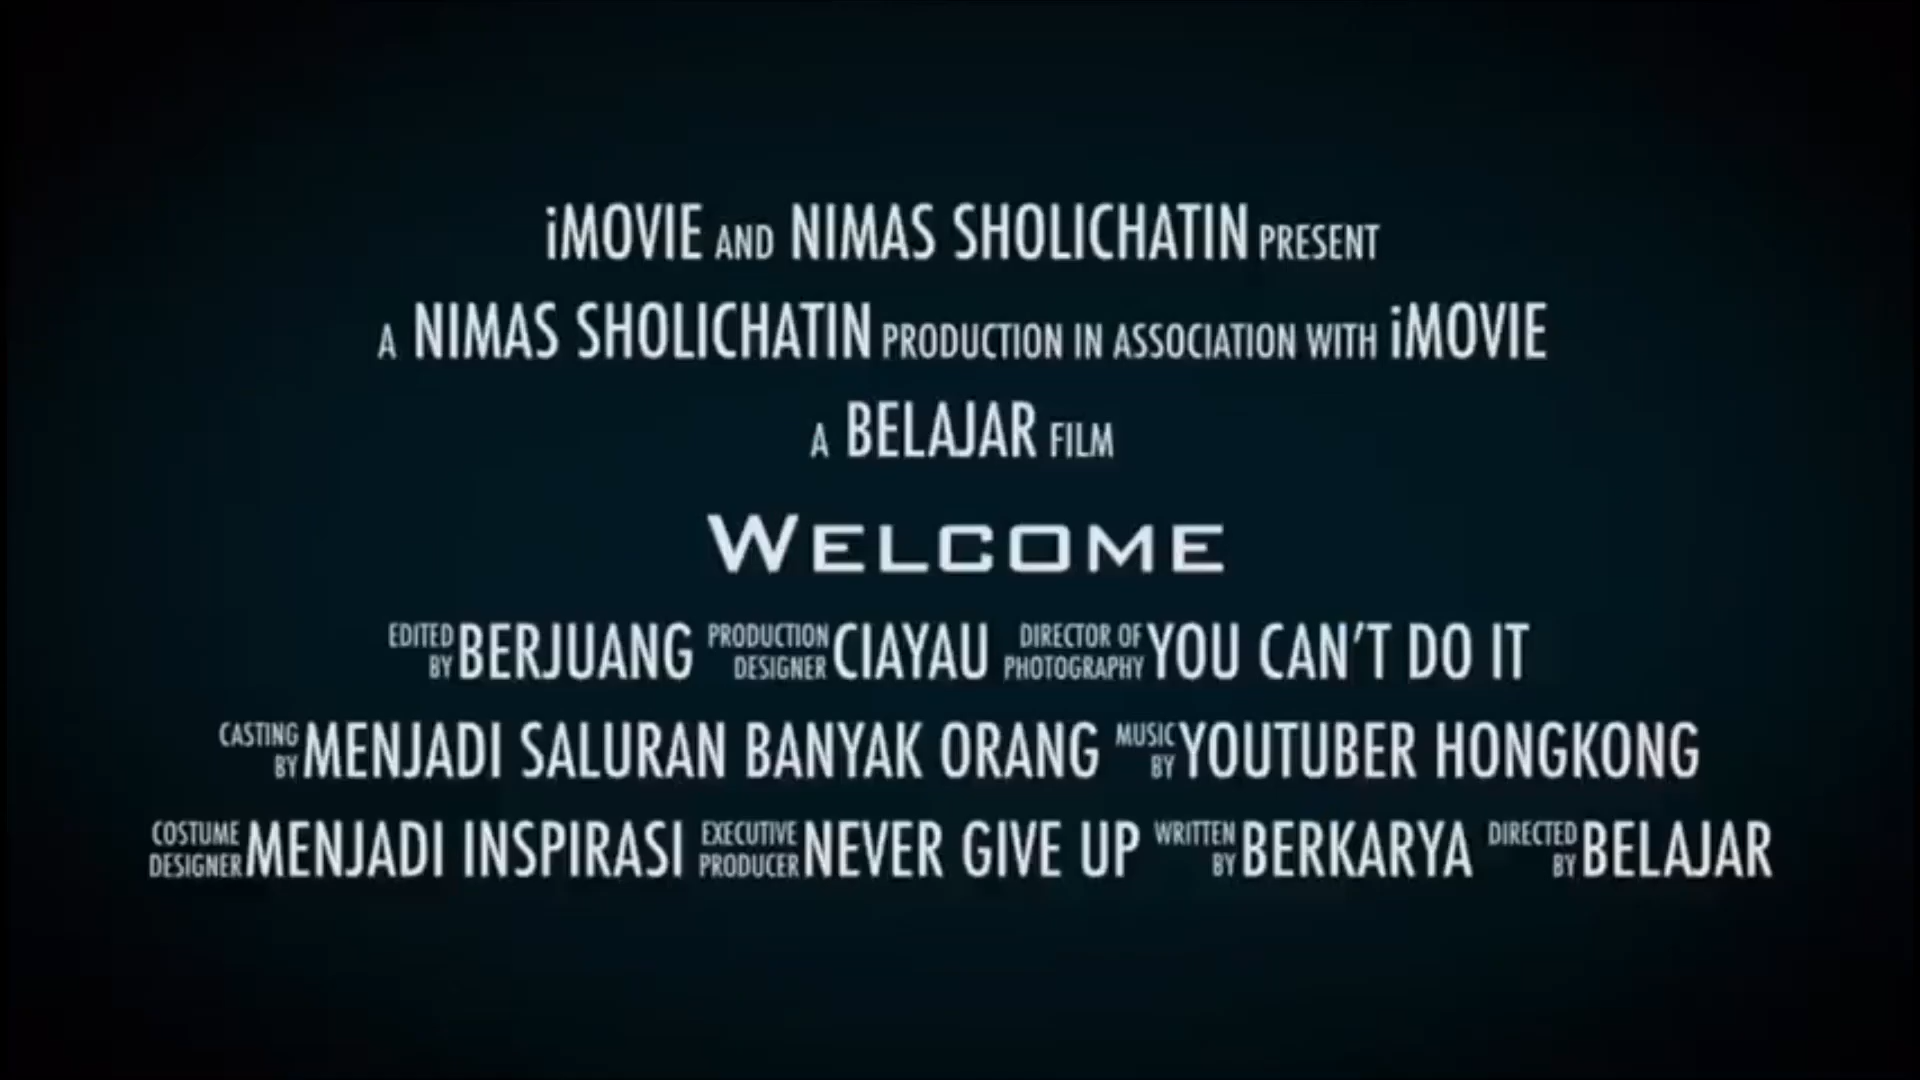 iMOVIE AND NIMAS SHOLICHATIN PRESENT
A NIMAS SHOLICHATIN PRODUCTION IN ASSOCIATION WITH iMOVIE
A BELAJAR FILM
WELCOME
EDITED BY BERJUANG PRODUCTION DESIGNER CIAYAU DIRECTOR OF PHOTOGRAPHY YOU CAN'T DO IT
CASTING BY MENJADI SALURAN BANYAK ORANG MUSIC BY YOUTUBER HONGKONG
COSTUME DESIGNER MENJADI INSPIRASI EXECUTIVE PRODUCER NEVER GIVE UP WRITTEN BY BERKARYA DIRECTED BY BELAJAR